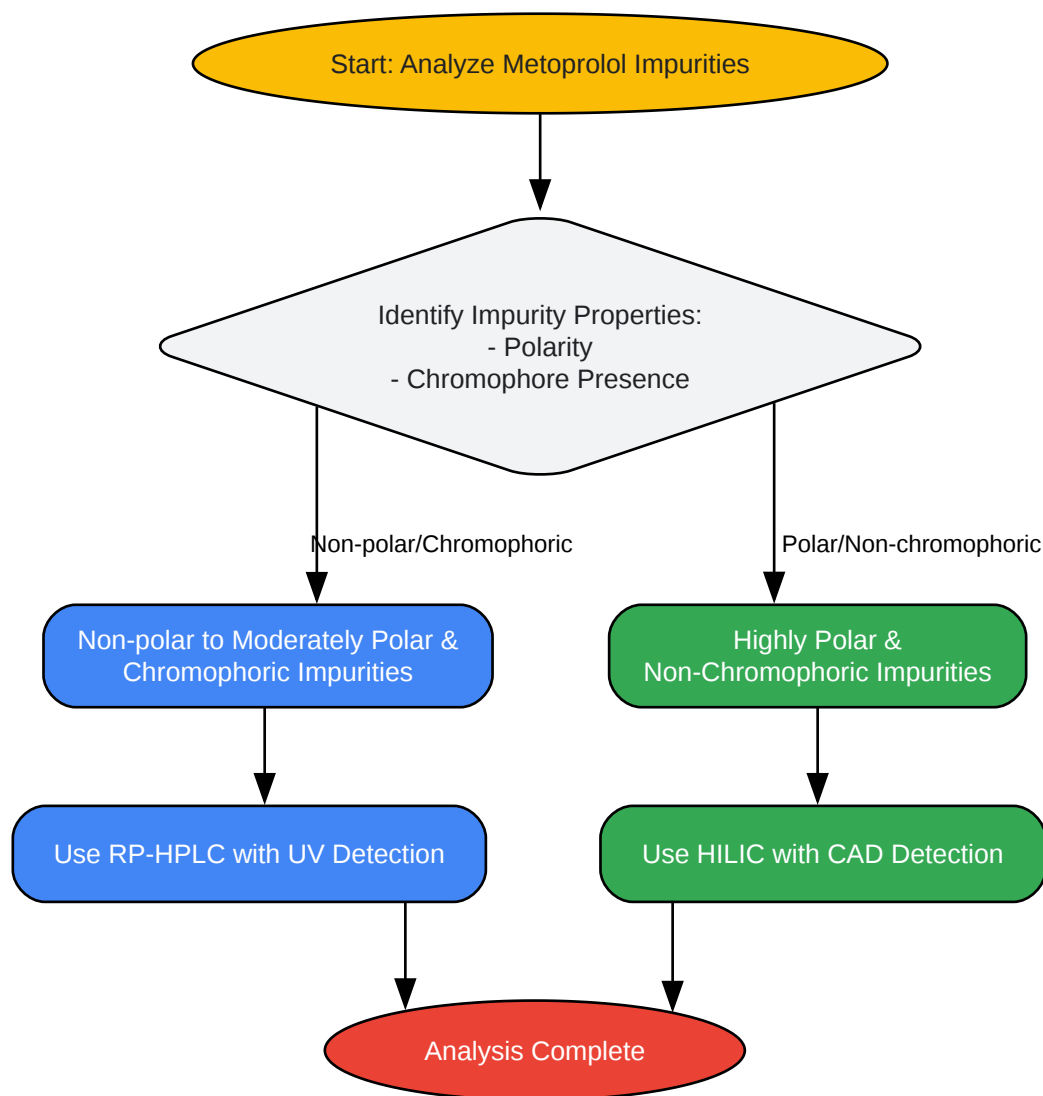 Start: Analyze Metoprolol Impurities
Identify Impurity Properties:
- Polarity
- Chromophore Presence
Non-polar/Chromophoric
Polar/Non-chromophoric
Non-polar to Moderately Polar &
Chromophoric Impurities
Highly Polar &
Non-Chromophoric Impurities
Use RP-HPLC with UV Detection
Use HILIC with CAD Detection
Analysis Complete